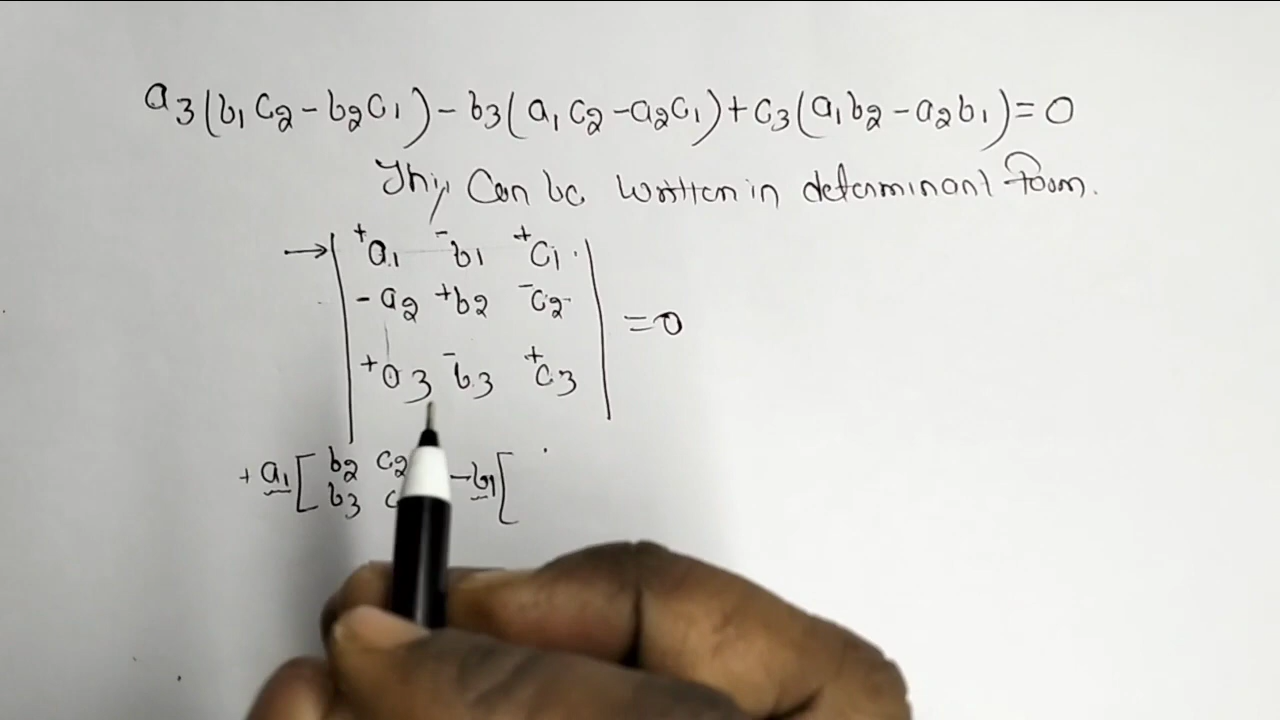 a3(b1c2-b2c1)-b3(a1c2-a2c1)+c3(a1b2-a2b1)=0
This can be written in determinant form.
→ | +a1 -b1 +c1 |
| -a2 +b2 -c2 | =0
| +a3 -b3 +c3 |
+a1[ b2 c2 -b1[
b3 c